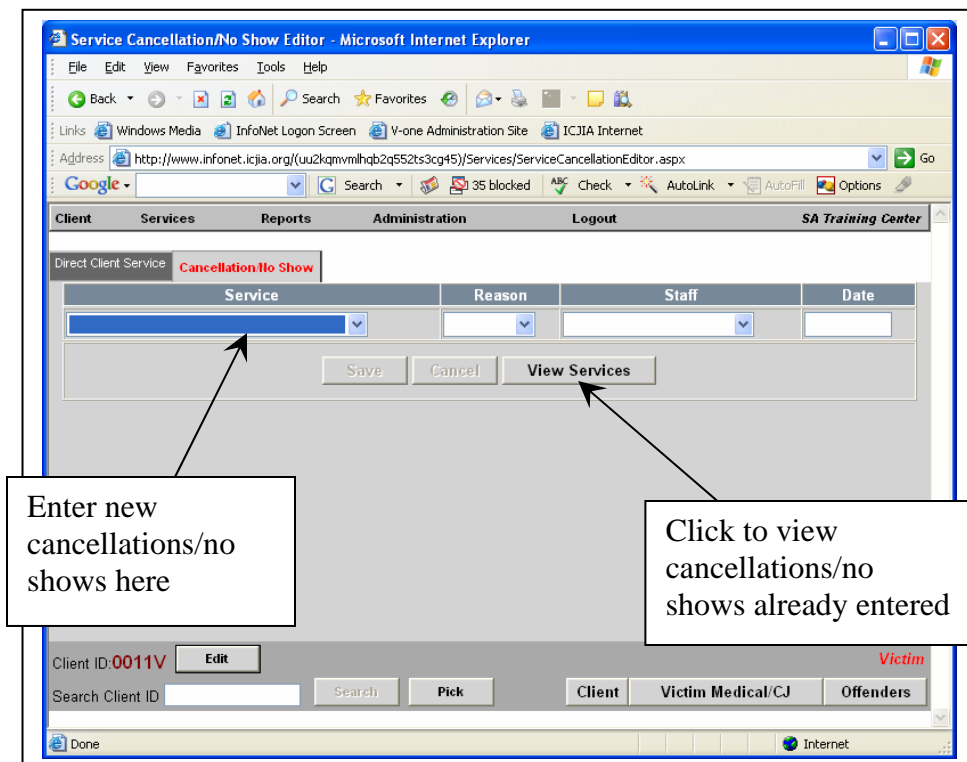 Service Cancellation/No Show Editor - Microsoft Internet Explorer
File Edit View Favorites Tools Help
Back Search Favorites
Links Windows Media InfoNet Logon Screen V-one Administration Site ICJIA Internet
Address http://www.infonet.icjia.org/(uu2kqmvmlhqb2q552ts3cg45)/Services/ServiceCancellationEditor.aspx Go
Google G Search 35 blocked ABC Check AutoLink AutoFill Options
Client Services Reports Administration Logout SA Training Center
Direct Client Service Cancellation/No Show
Service Reason Staff Date
Save Cancel View Services
Enter new
cancellations/no
shows here
Click to view
cancellations/no
shows already entered
Client ID:0011V Edit Victim
Search Client ID Search Pick Client Victim Medical/CJ Offenders
Done Internet